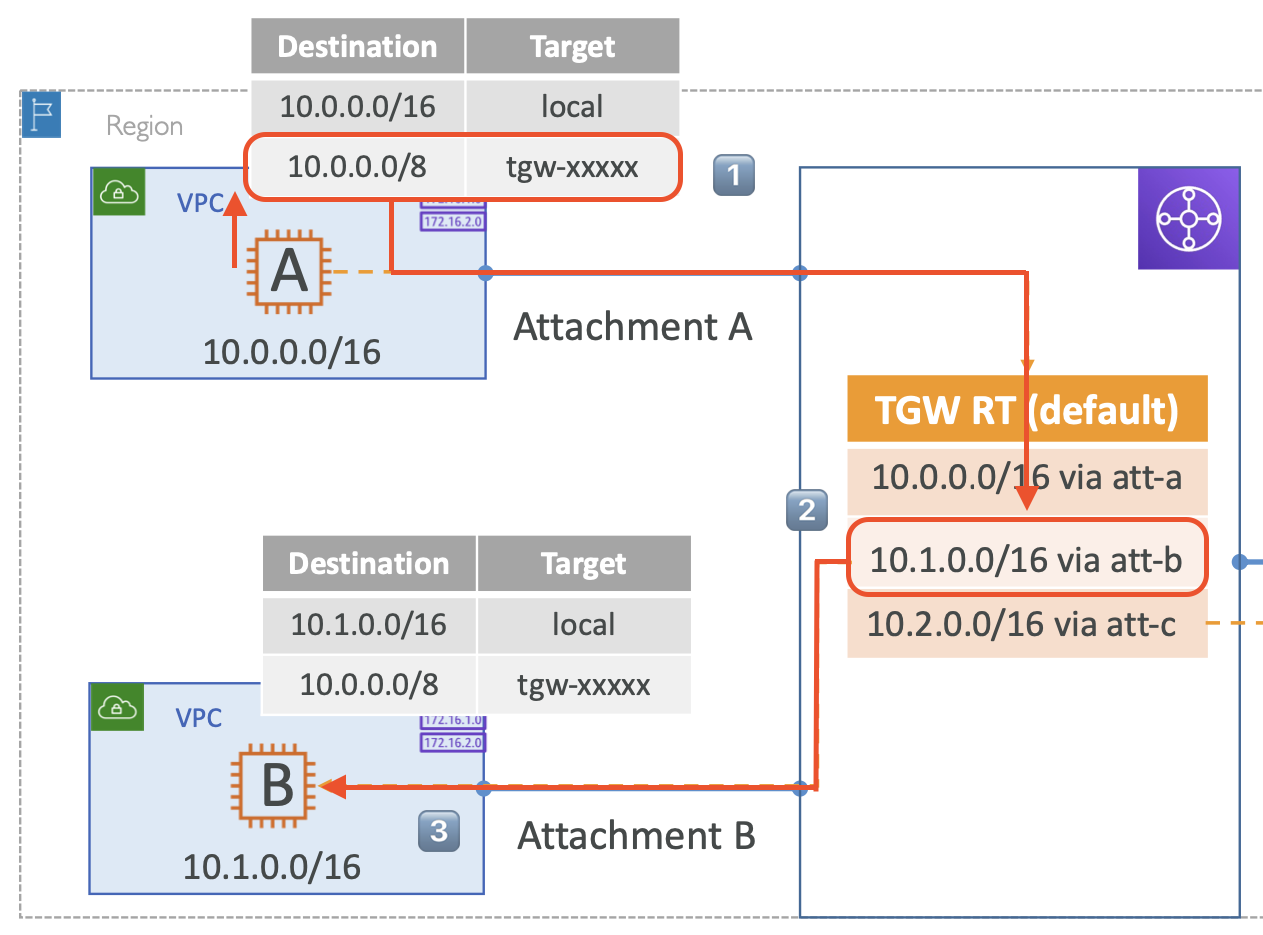 Destination Target
10.0.0.0/16 local
10.0.0.0/8 tgw-xxxxx
Region
1
VPC
172.16.2.0
A
10.0.0.0/16
Attachment A
TGW RT (default)
10.0.0.0/16 via att-a
2
10.1.0.0/16 via att-b
10.2.0.0/16 via att-c
Destination Target
10.1.0.0/16 local
10.0.0.0/8 tgw-xxxxx
VPC
172.16.1.0
172.16.2.0
B
3
10.1.0.0/16
Attachment B